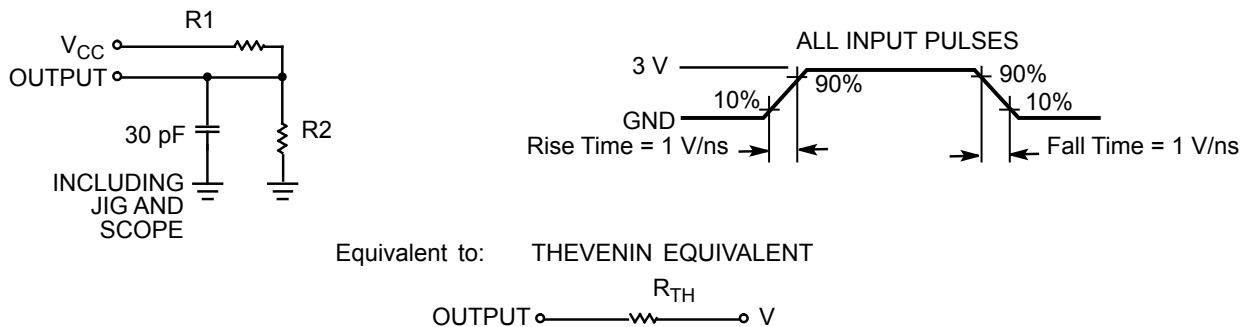 R1
VCC
OUTPUT
30 pF
R2
INCLUDING
JIG AND
SCOPE
ALL INPUT PULSES
3 V
90%
90%
10%
10%
GND
Rise Time = 1 V/ns
Fall Time = 1 V/ns
Equivalent to: THEVENIN EQUIVALENT
RTH
OUTPUT
V